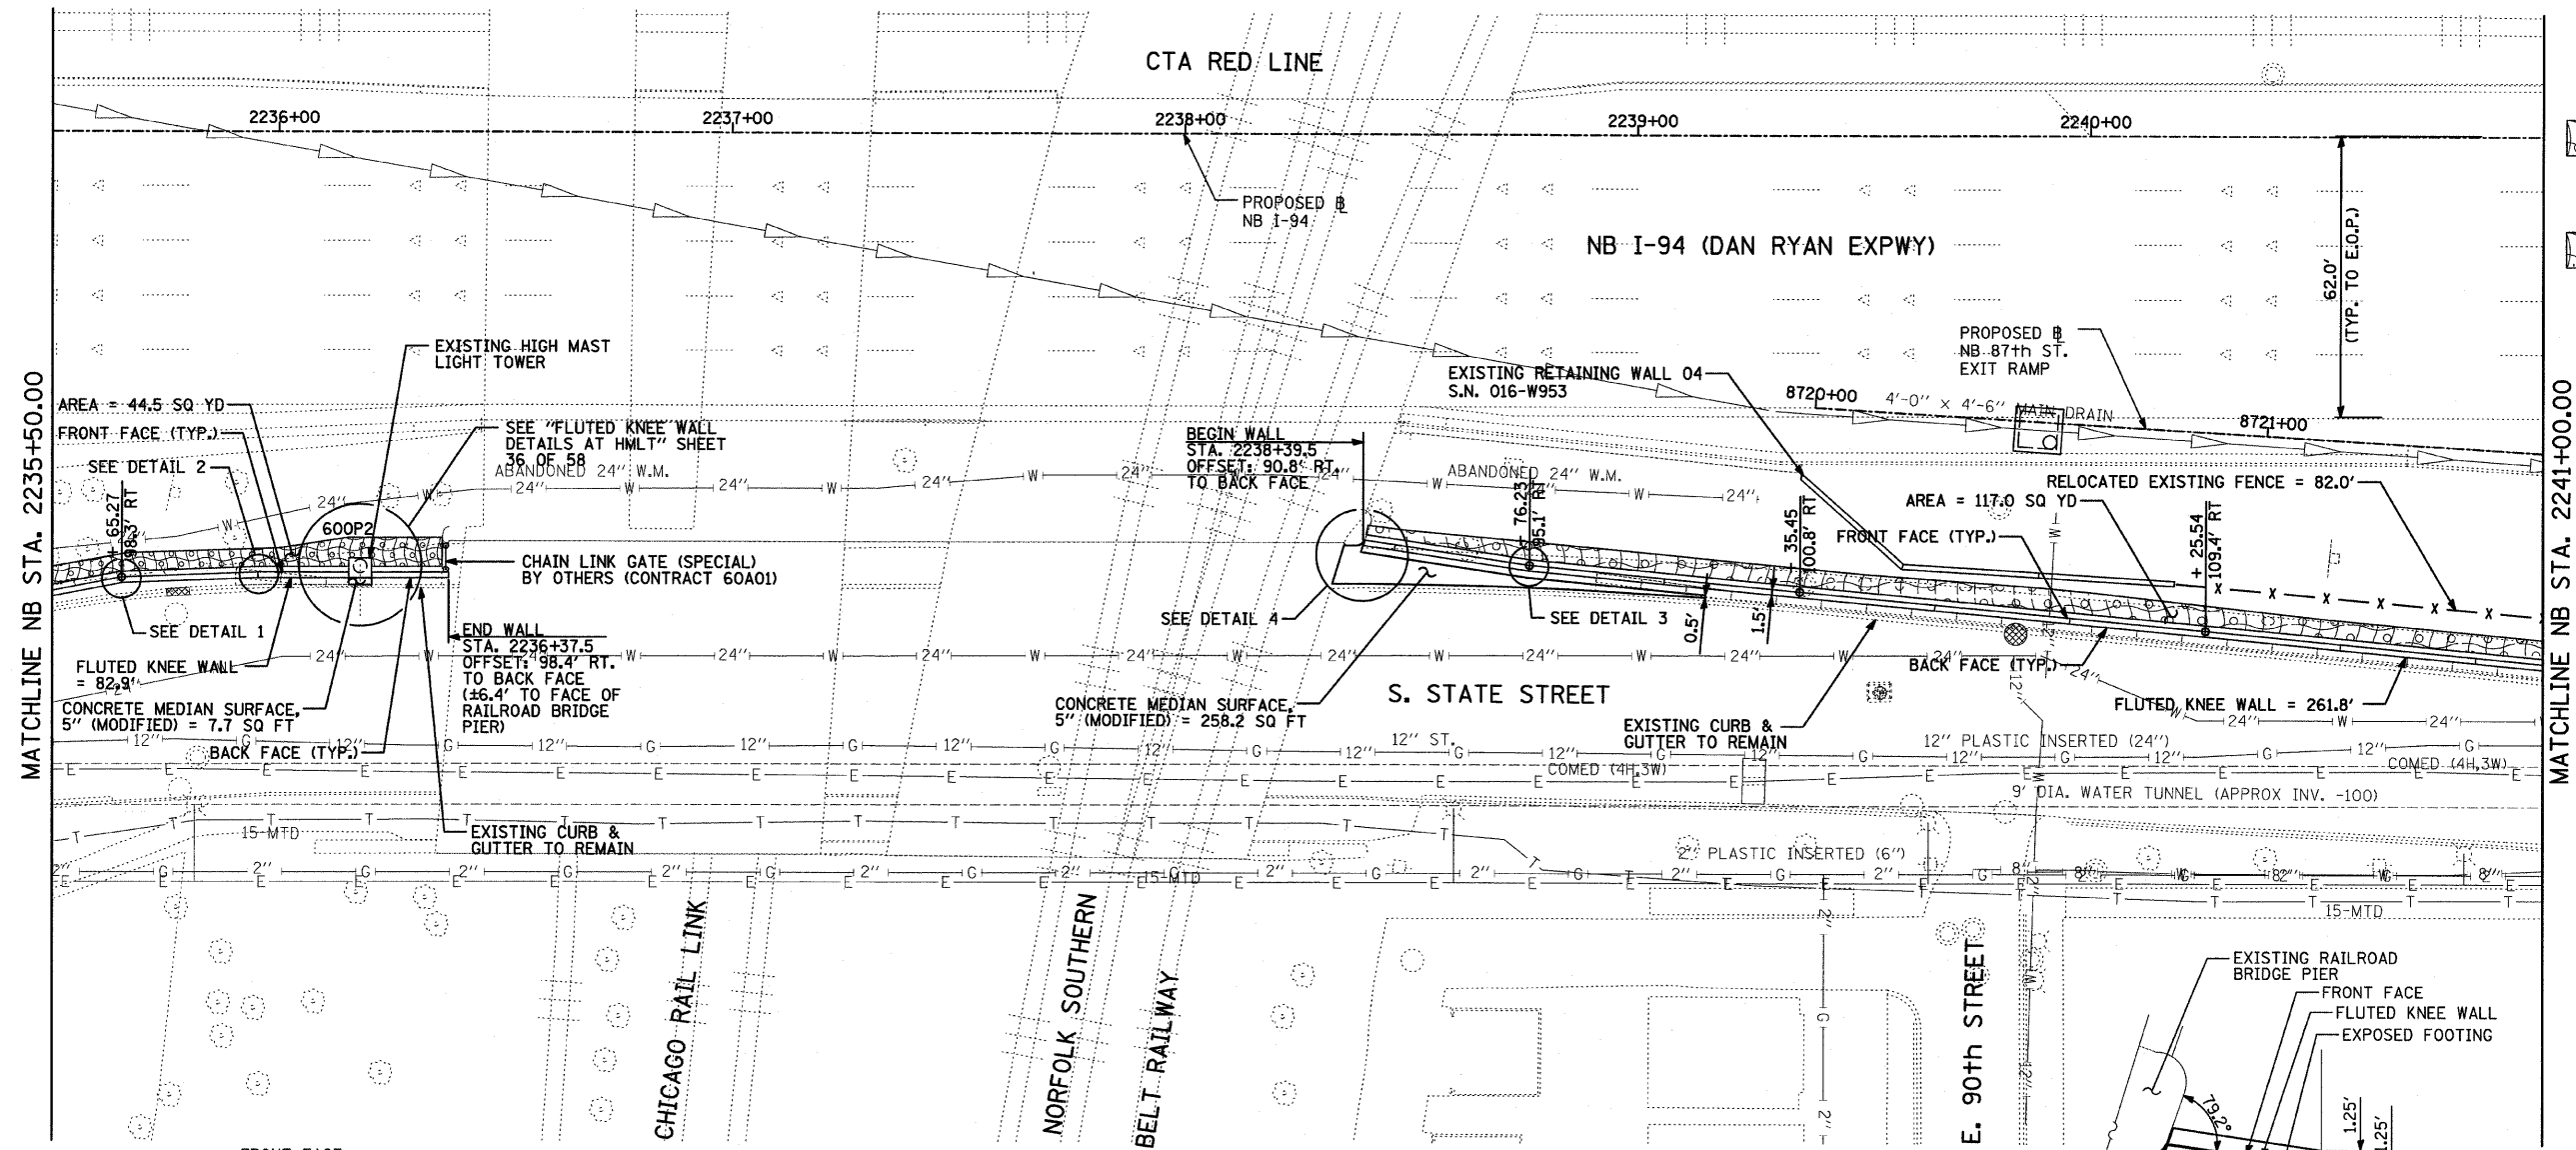 CTA RED LINE
2236+00
2237+00
2238+00
2239+00
2240+00
PROPOSED B
NB I-94
NB I-94 (DAN RYAN EXPWY)
62.0'
(TYP. TO E.O.P.)
PROPOSED B
NB 87th ST.
EXIT RAMP
EXISTING HIGH MAST
LIGHT TOWER
EXISTING RETAINING WALL 04
S.N. 016-W953
8720+00
4'-0" X 4'-6" MAIN DRAIN
8721+00
MATCHLINE NB STA. 2235+50.00
MATCHLINE NB STA. 2241+00.00
AREA = 44.5 SQ YD
FRONT FACE (TYP.)
SEE DETAIL 2
SEE "FLUTED KNEE WALL
DETAILS AT HMLT" SHEET
36 OF 58
ABANDONED 24" W.M.
BEGIN WALL
STA. 2238+39.5
OFFSET: 90.8' RT.
TO BACK FACE
ABANDONED 24" W.M.
RELOCATED EXISTING FENCE = 82.0'
AREA = 117.0 SQ YD
FRONT FACE (TYP.)
+ 65.27
98.3' RT
600P2
+ 76.23
95.1' RT
+ 35.45
100.8' RT
+ 25.54
109.4' RT
CHAIN LINK GATE (SPECIAL)
BY OTHERS (CONTRACT 60A01)
SEE DETAIL 1
SEE DETAIL 4
SEE DETAIL 3
0.5'
1.5'
END WALL
STA. 2236+37.5
OFFSET: 98.4' RT.
TO BACK FACE
(±6.4' TO FACE OF
RAILROAD BRIDGE
PIER)
FLUTED KNEE WALL
= 82.9'
CONCRETE MEDIAN SURFACE,
5" (MODIFIED) = 7.7 SQ FT
BACK FACE (TYP.)
CONCRETE MEDIAN SURFACE,
5" (MODIFIED) = 258.2 SQ FT
S. STATE STREET
BACK FACE (TYP.)
FLUTED KNEE WALL = 261.8'
EXISTING CURB &
GUTTER TO REMAIN
12" ST.
12" PLASTIC INSERTED (24")
COMED (4H,3W)
COMED (4H,3W)
9' DIA. WATER TUNNEL (APPROX INV. -100)
15-MTD
EXISTING CURB &
GUTTER TO REMAIN
2" PLASTIC INSERTED (6")
15-MTD
15-MTD
CHICAGO RAIL LINK
NORFOLK SOUTHERN
BELT RAILWAY
E. 90th STREET
EXISTING RAILROAD
BRIDGE PIER
FRONT FACE
FLUTED KNEE WALL
EXPOSED FOOTING
79.2°
1.25'
1.25'